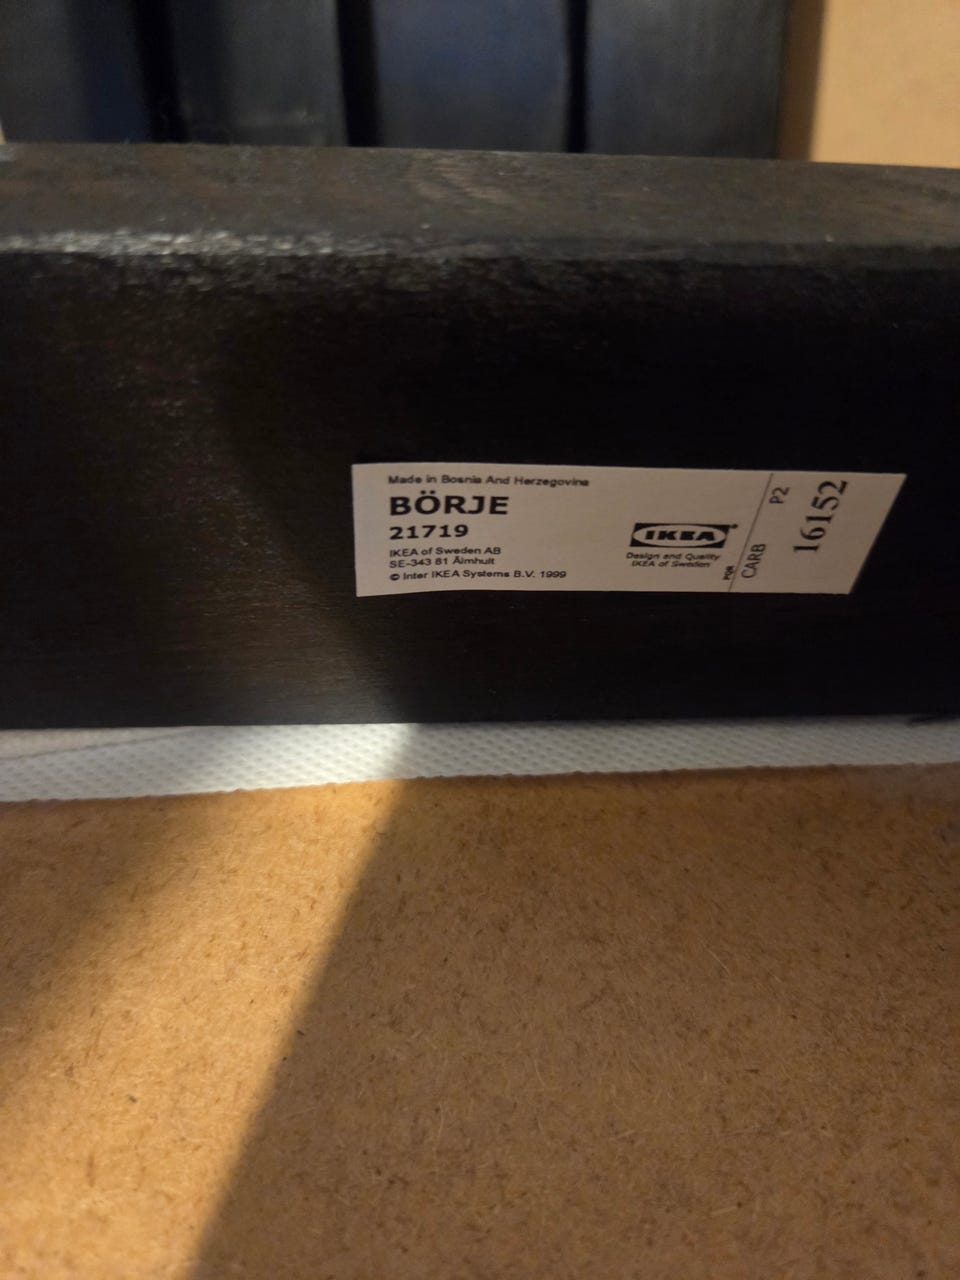 Made in Bosnia And Herzegovina
BÖRJE
21719
IKEA of Sweden AB
SE-343 81 Älmhult
© Inter IKEA Systems B.V. 1999
IKEA®
Design and Quality
IKEA of Sweden
FOR
CARB P2
16152